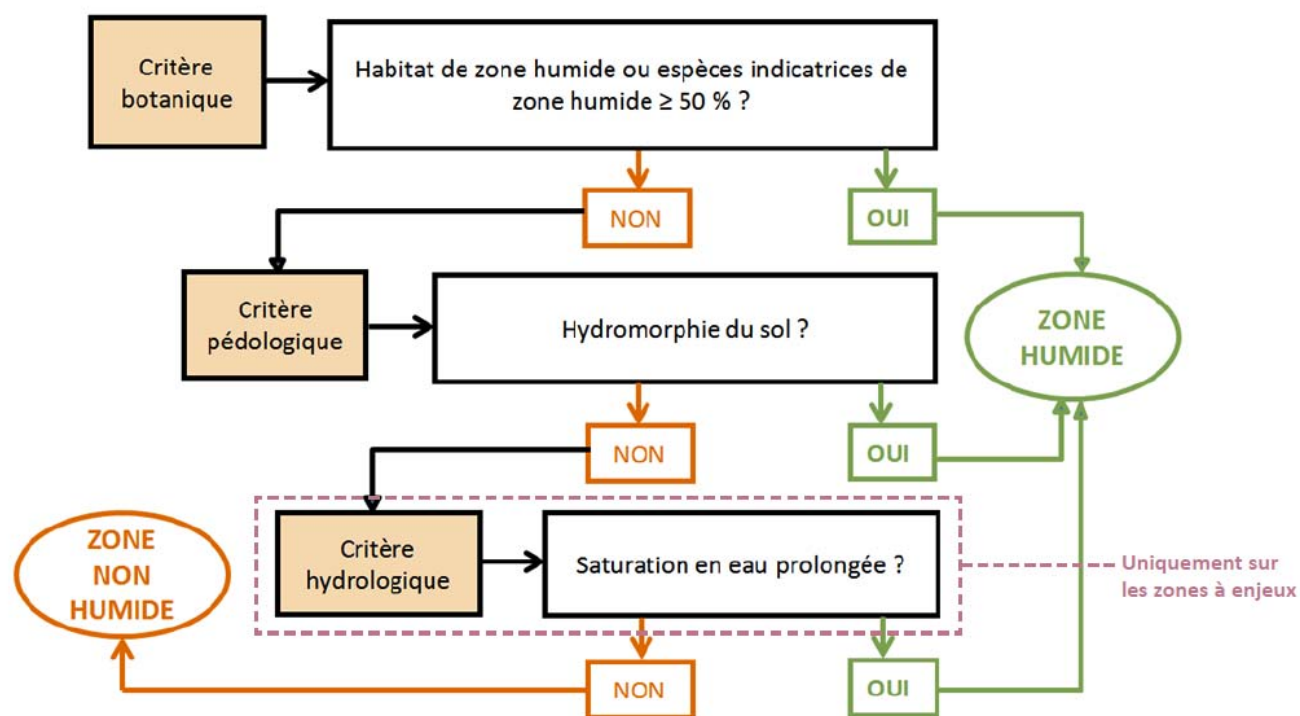 Critère
botanique
Habitat de zone humide ou espèces indicatrices de
zone humide ≥ 50 % ?
NON
OUI
Critère
pédologique
Hydromorphie du sol ?
ZONE
HUMIDE
NON
OUI
Critère
hydrologique
Saturation en eau prolongée ?
Uniquement sur
les zones à enjeux
ZONE
NON
HUMIDE
NON
OUI